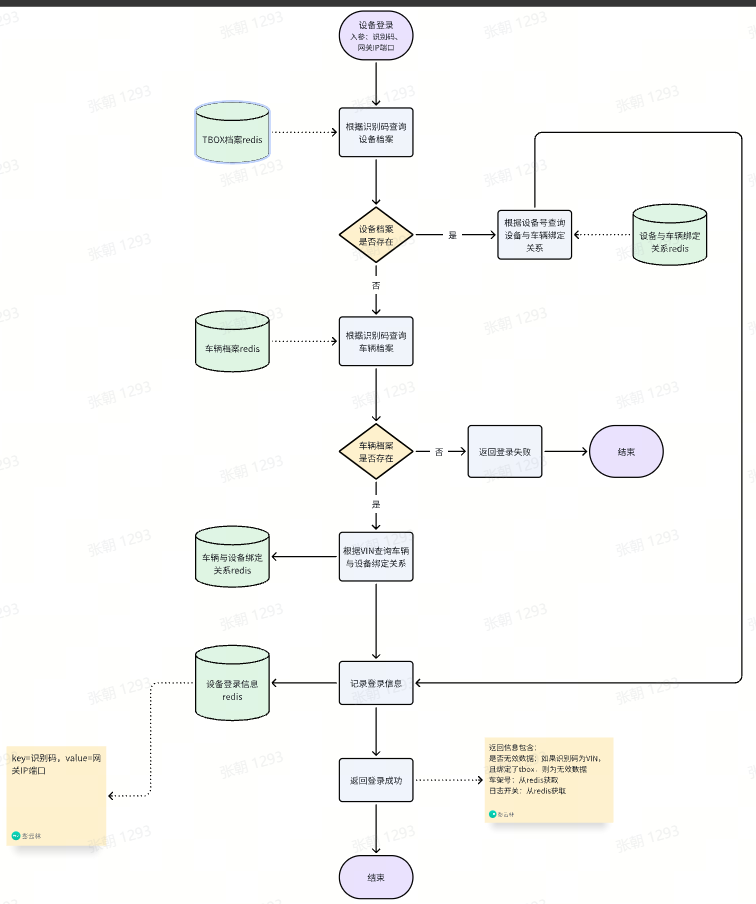 设备登录
入参：识别码、
网关IP端口
TBOX档案redis
根据识别码查询
设备档案
设备档案
是否存在
是
根据设备号查询
设备与车辆绑定
关系
设备与车辆绑定
关系redis
否
车辆档案redis
根据识别码查询
车辆档案
车辆档案
是否存在
否
返回登录失败
结束
是
车辆与设备绑定
关系redis
根据VIN查询车辆
与设备绑定关系
设备登录信息
redis
记录登录信息
key=识别码，value=网
关IP端口
彭云林
返回登录成功
返回信息包含：
是否无效数据：如果识别码为VIN，
且绑定了tbox，则为无效数据
车架号：从redis获取
日志开关：从redis获取
彭云林
结束
张朝 1293